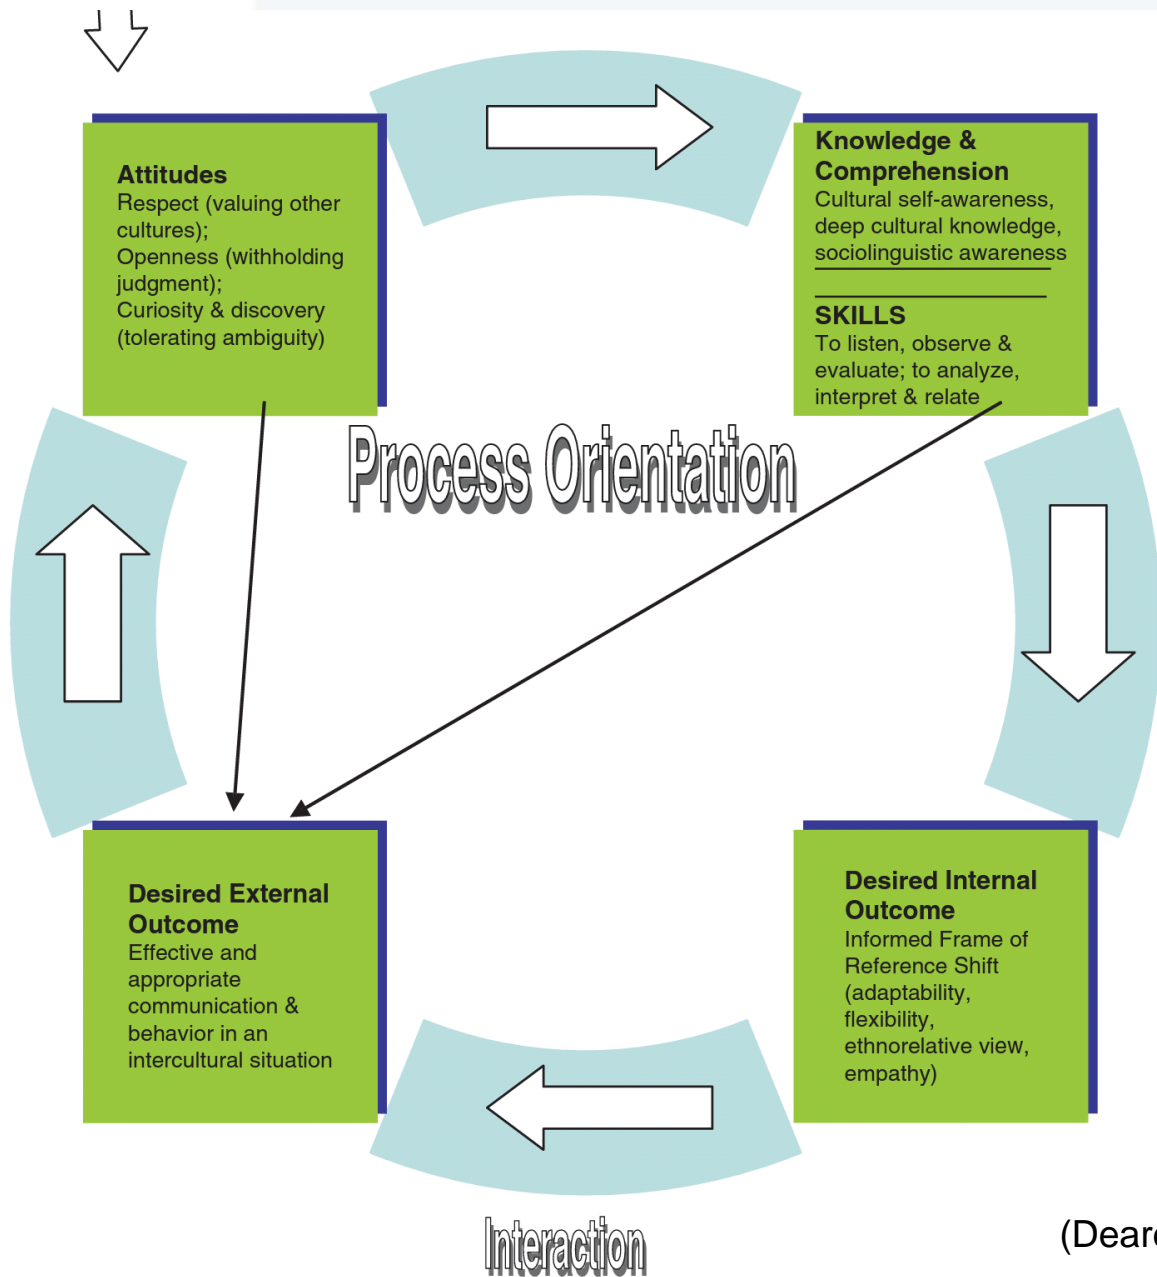 Attitudes
Respect (valuing other
cultures);
Openness (withholding
judgment);
Curiosity & discovery
(tolerating ambiguity)
Knowledge &
Comprehension
Cultural self-awareness,
deep cultural knowledge,
sociolinguistic awareness
SKILLS
To listen, observe &
evaluate; to analyze,
interpret & relate
Process Orientation
Desired External
Outcome
Effective and
appropriate
communication &
behavior in an
intercultural situation
Desired Internal
Outcome
Informed Frame of
Reference Shift
(adaptability,
flexibility,
ethnorelative view,
empathy)
Interaction